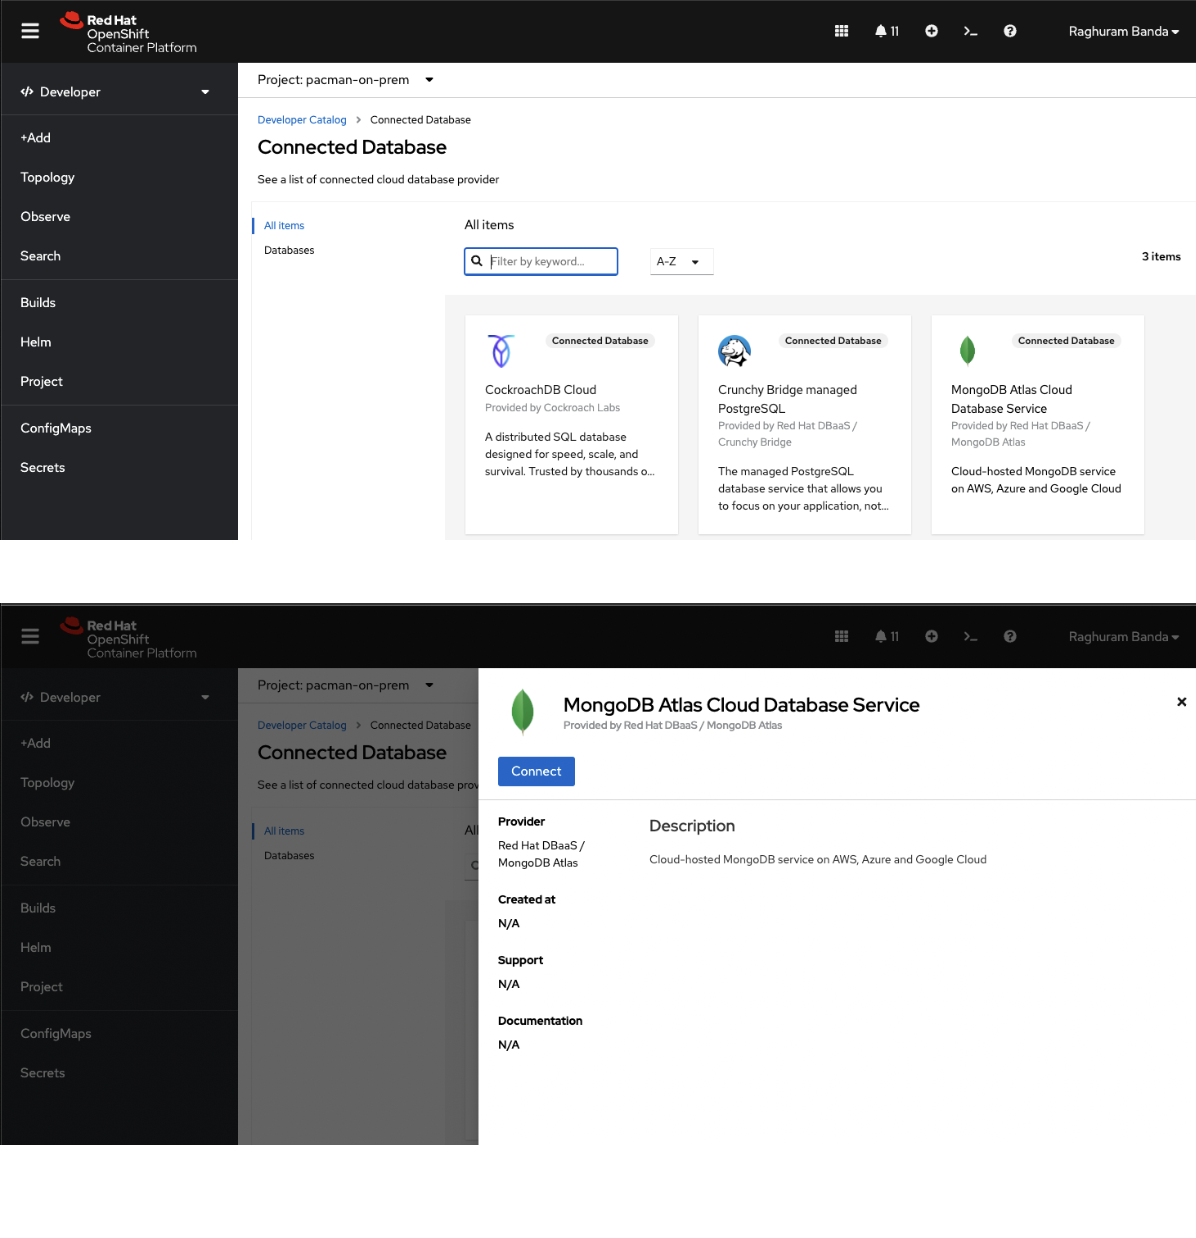 Red Hat
OpenShift
Container Platform
11
Raghuram Banda
Developer
+Add
Topology
Observe
Search
Builds
Helm
Project
ConfigMaps
Secrets
Project: pacman-on-prem
Developer Catalog > Connected Database
Connected Database
See a list of connected cloud database provider
All items
Databases
All items
Filter by keyword...
A-Z
3 items
Connected Database
CockroachDB Cloud
Provided by Cockroach Labs
A distributed SQL database
designed for speed, scale, and
survival. Trusted by thousands o...
Connected Database
Crunchy Bridge managed
PostgreSQL
Provided by Red Hat DBaaS /
Crunchy Bridge
The managed PostgreSQL
database service that allows you
to focus on your application, not...
Connected Database
MongoDB Atlas Cloud
Database Service
Provided by Red Hat DBaaS /
MongoDB Atlas
Cloud-hosted MongoDB service
on AWS, Azure and Google Cloud
Red Hat
OpenShift
Container Platform
11
Raghuram Banda
Developer
+Add
Topology
Observe
Search
Builds
Helm
Project
ConfigMaps
Secrets
Project: pacman-on-prem
Developer Catalog > Connected Database
Connected Database
See a list of connected cloud database prov
All items
Databases
All
MongoDB Atlas Cloud Database Service
Provided by Red Hat DBaaS / MongoDB Atlas
Connect
Provider
Red Hat DBaaS /
MongoDB Atlas
Created at
N/A
Support
N/A
Documentation
N/A
Description
Cloud-hosted MongoDB service on AWS, Azure and Google Cloud